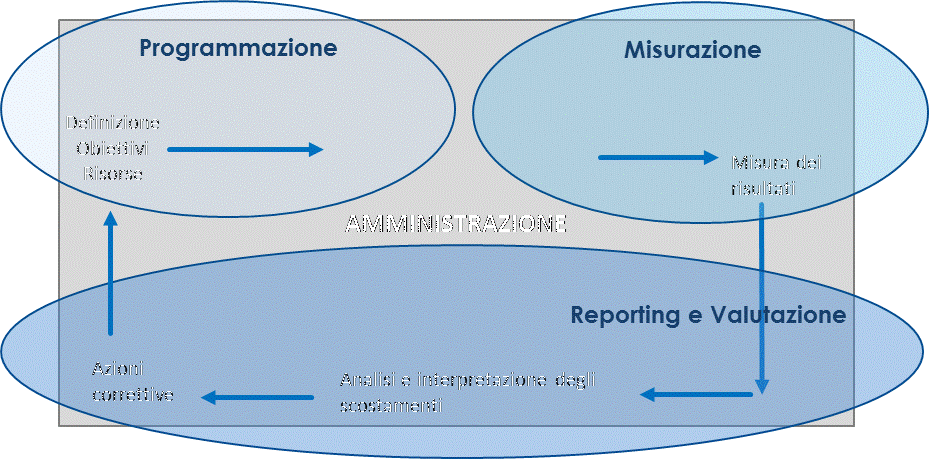 Programmazione
Misurazione
Definizione
Obiettivi
Risorse
Misura dei
risultati
AMMINISTRAZIONE
Reporting e Valutazione
Azioni
correttive
Analisi e interpretazione degli
scostamenti